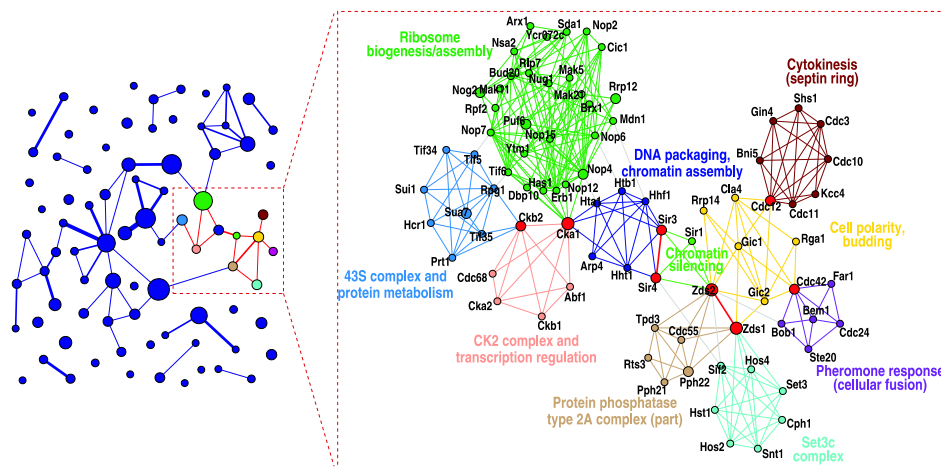 Arx1
Sda1
Nop2
Ribosome
biogenesis/assembly
Ycr072c
Nsa2
Cic1
Cytokinesis
(septin ring)
Rlp7
Bud20
Nug1
Mak5
Nog2
Mak11
Mak21
Rrp12
Shs1
Rpf2
Brx1
Gin4
Cdc3
Puf6
Mdn1
Nop7
Nop15
Nop6
Tif34
Tif5
Ytm1
DNA packaging,
chromatin assembly
Bni5
Cdc10
Tif6
Nop4
Sui1
Rpg1
Has1
Nop12
Htb1
Hhf1
Cla4
Kcc4
Dbp10
Erb1
Hta1
Rrp14
Cdc12
Cdc11
Sua7
Ckb2
Cka1
Sir3
Sir1
Cell polarity,
budding
Hcr1
Tif35
Gic1
Rga1
Prt1
Arp4
Hht1
Chromatin
silencing
43S complex and
protein metabolism
Cdc68
Sir4
Zds2
Gic2
Cdc42
Far1
Cka2
Abf1
Bem1
Ckb1
Tpd3
Cdc55
Zds1
Bob1
Cdc24
CK2 complex and
transcription regulation
Ste20
Rts3
Sif2
Hos4
Pheromone response
(cellular fusion)
Pph21
Pph22
Set3
Protein phosphatase
type 2A complex (part)
Hst1
Cph1
Hos2
Snt1
Set3c
complex